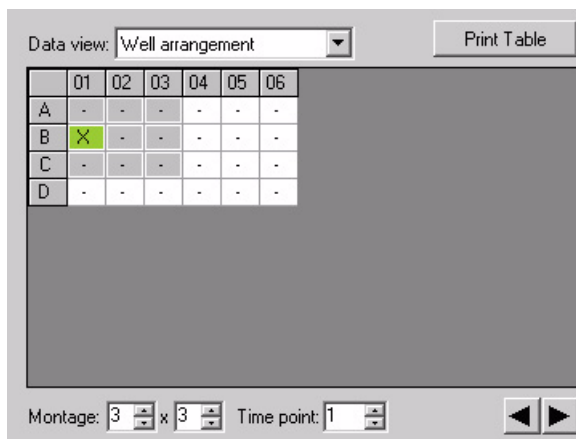 Data view: Well arrangement Print Table
01 02 03 04 05 06
A - - - - - -
B X - - - - -
C - - - - - -
D - - - - - -
Montage: 3 x 3 Time point: 1